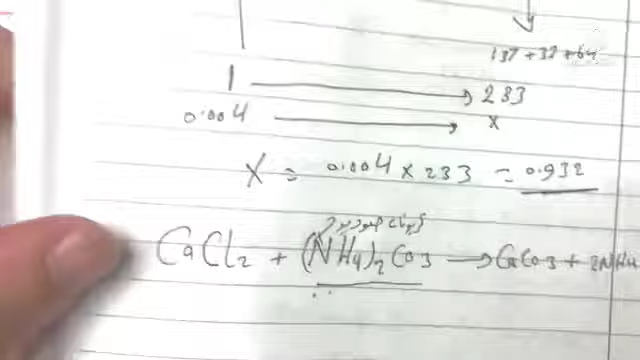 137 + 32 + 64
1 → 233
0.004 → x
X = 0.004 × 233 = 0.932
CaCl2 + (NH4)2 CO3 → CaCO3 + 2NH4